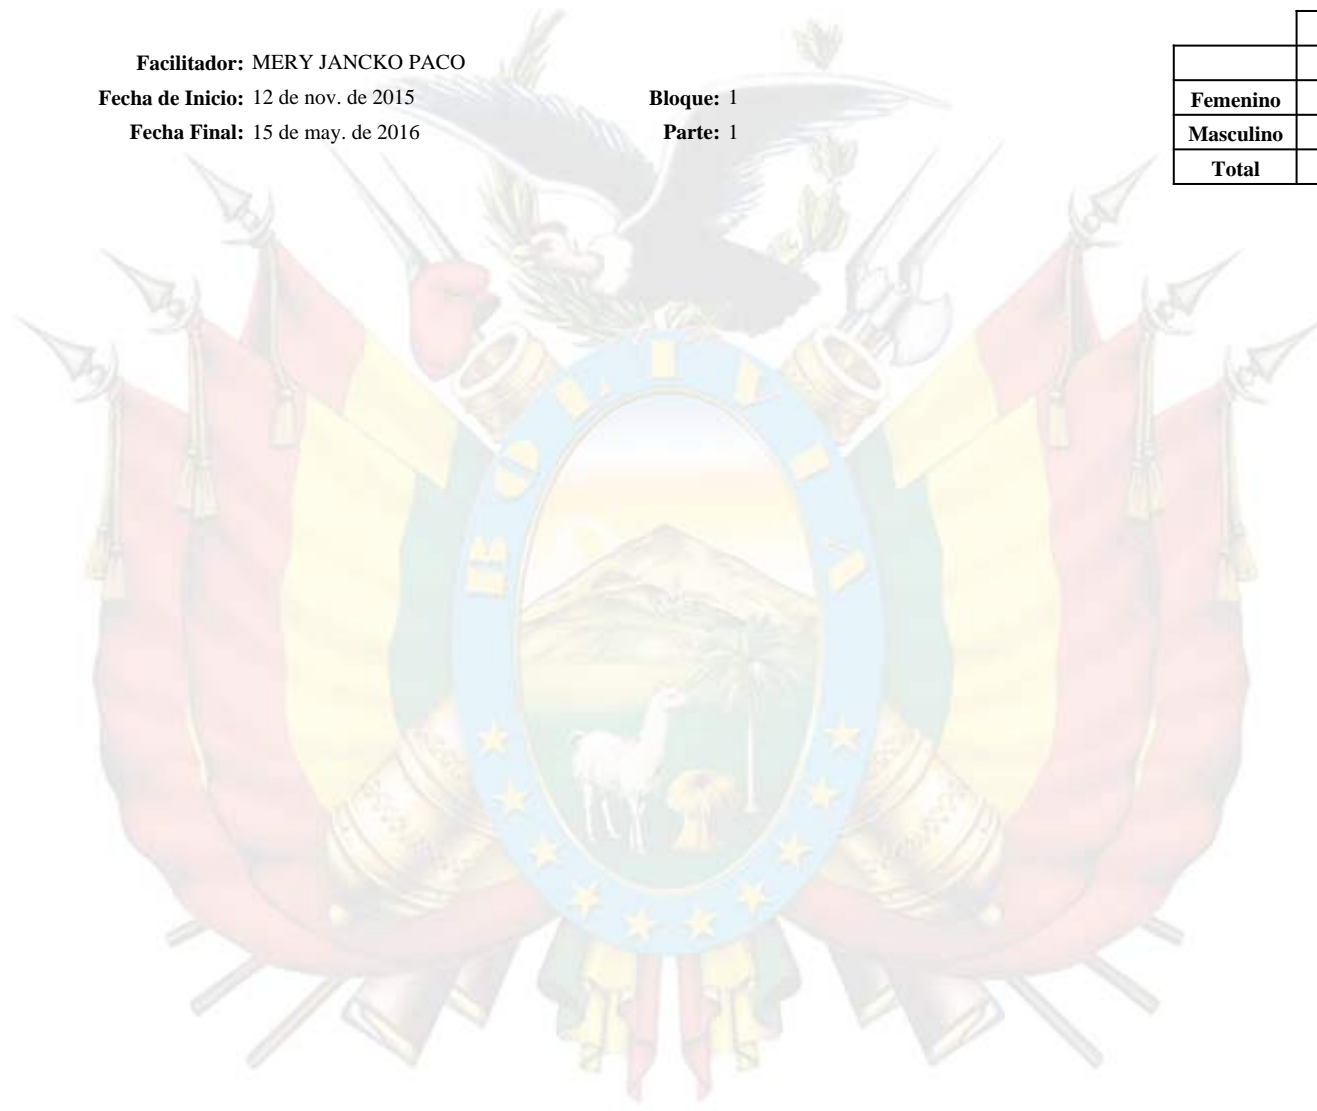 Facilitador: MERY JANCKO PACO
Fecha de Inicio: 12 de nov. de 2015 Bloque: 1
Fecha Final: 15 de may. de 2016 Parte: 1
Femenino
Masculino
Total
BOLIVIA